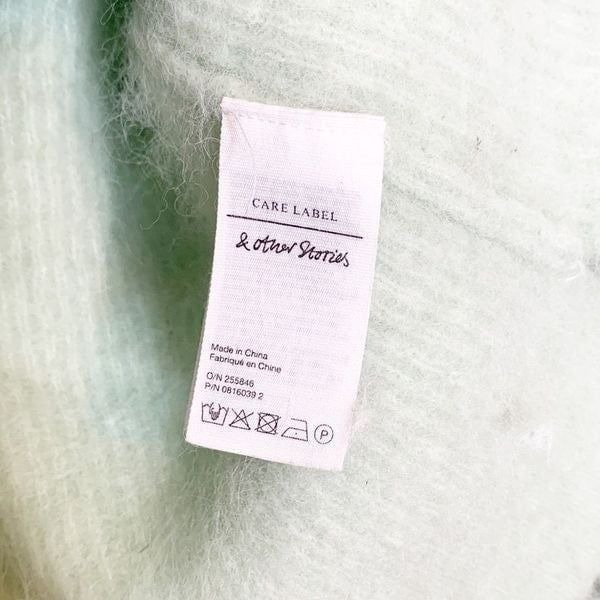 CARE LABEL
& other Stories
Made in China
Fabriqué en Chine
O/N 255846
P/N 0816039 2
P